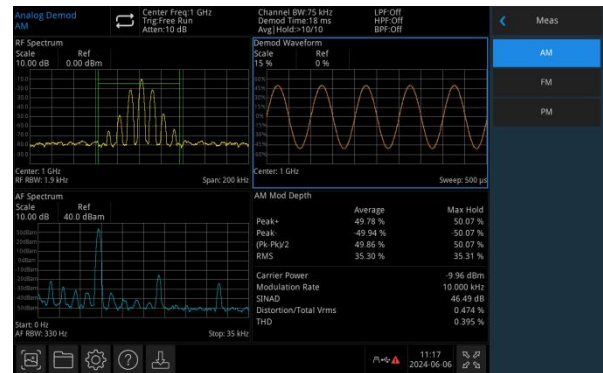 Analog Demod
AM
Center Freq:1 GHz
Trig:Free Run
Atten:10 dB
Channel BW:75 kHz
Demod Time:18 ms
Avg|Hold:>10/10
LPF:Off
HPF:Off
BPF:Off
Meas
AM
FM
PM
RF Spectrum
Scale Ref
10.00 dB 0.00 dBm
Center: 1 GHz
RF RBW: 1.9 kHz
Span: 200 kHz
Demod Waveform
Scale Ref
15 % 0 %
Center: 1 GHz
Sweep: 500 μs
AF Spectrum
Scale Ref
10.00 dB 40.0 dBam
Start: 0 Hz
AF RBW: 330 Hz
Stop: 35 kHz
AM Mod Depth
Average Max Hold
Peak+ 49.78 % 50.07 %
Peak- -49.94 % -50.07 %
(Pk-Pk)/2 49.86 % 50.07 %
RMS 35.30 % 35.31 %
Carrier Power -9.96 dBm
Modulation Rate 10.000 kHz
SINAD 46.49 dB
Distortion/Total Vrms 0.474 %
THD 0.395 %
11:17
2024-06-06